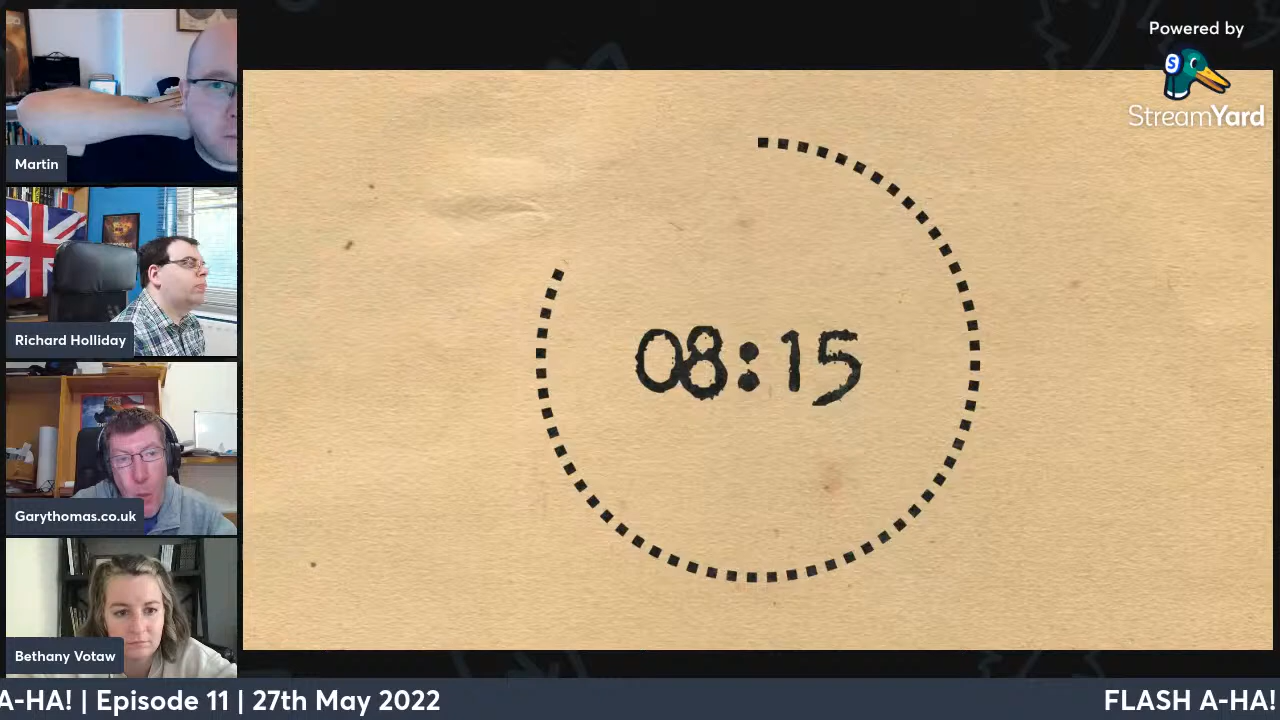 Powered by
StreamYard
Martin
Richard Holliday
Garythomas.co.uk
Bethany Votaw
08:15
A-HA! | Episode 11 | 27th May 2022
FLASH A-HA!